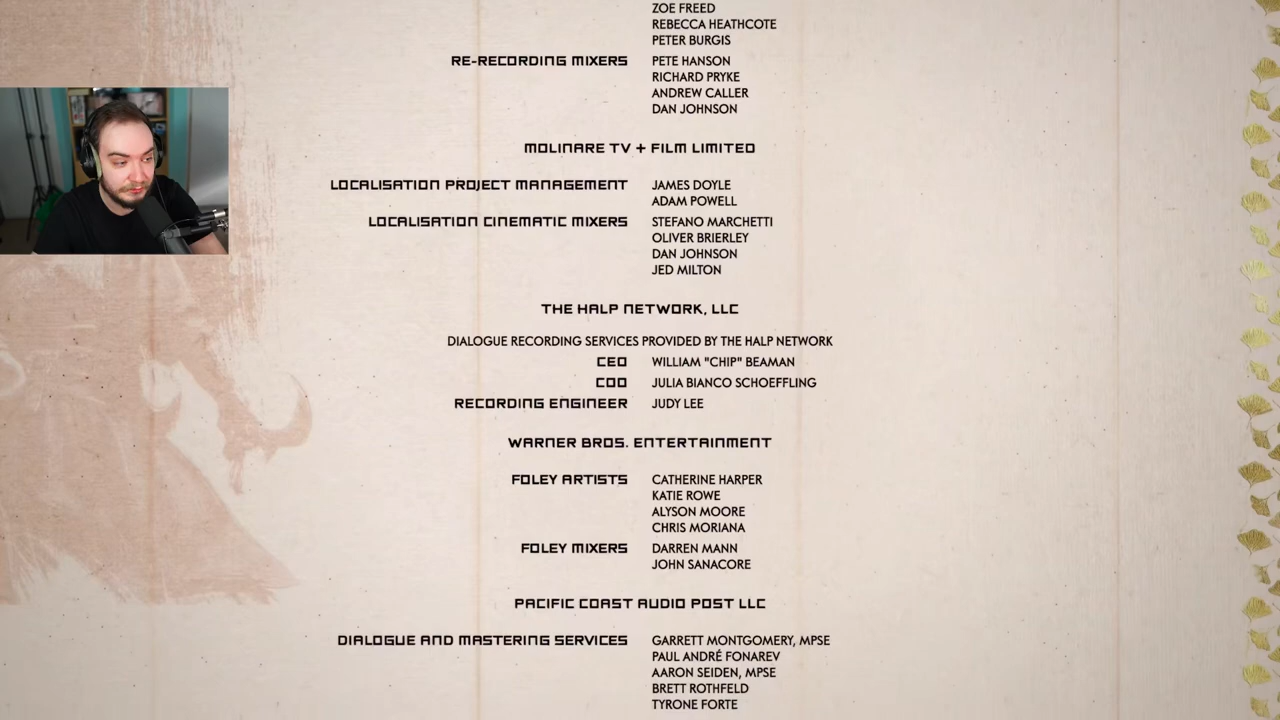 ZOE FREED
REBECCA HEATHCOTE
PETER BURGIS
RE-RECORDING MIXERS PETE HANSON
RICHARD PRYKE
ANDREW CALLER
DAN JOHNSON
MOLINARE TV + FILM LIMITED
LOCALISATION PROJECT MANAGEMENT JAMES DOYLE
ADAM POWELL
LOCALISATION CINEMATIC MIXERS STEFANO MARCHETTI
OLIVER BRIERLEY
DAN JOHNSON
JED MILTON
THE HALP NETWORK, LLC
DIALOGUE RECORDING SERVICES PROVIDED BY THE HALP NETWORK
CEO WILLIAM "CHIP" BEAMAN
COO JULIA BIANCO SCHOEFFLING
RECORDING ENGINEER JUDY LEE
WARNER BROS. ENTERTAINMENT
FOLEY ARTISTS CATHERINE HARPER
KATIE ROWE
ALYSON MOORE
CHRIS MORIANA
FOLEY MIXERS DARREN MANN
JOHN SANACORE
PACIFIC COAST AUDIO POST LLC
DIALOGUE AND MASTERING SERVICES GARRETT MONTGOMERY, MPSE
PAUL ANDRÉ FONAREV
AARON SEIDEN, MPSE
BRETT ROTHFELD
TYRONE FORTE